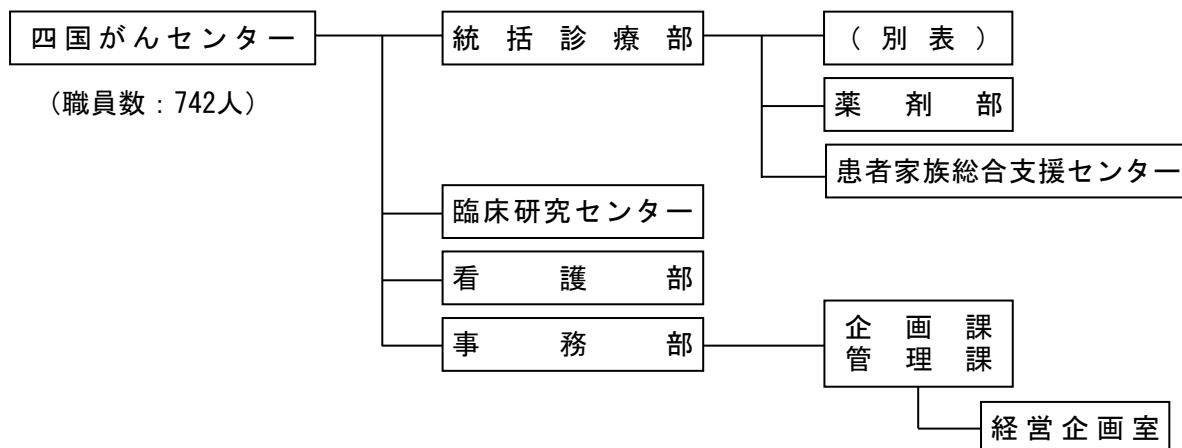 四国がんセンター
(職員数：742人)
統括診療部
(別表)
薬剤部
患者家族総合支援センター
臨床研究センター
看護部
事務部
企画課
管理課
経営企画室